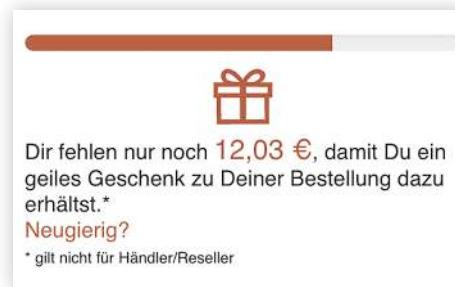 Dir fehlen nur noch 12,03 €, damit Du ein
geiles Geschenk zu Deiner Bestellung dazu
erhältst.*
Neugierig?
* gilt nicht für Händler/Reseller